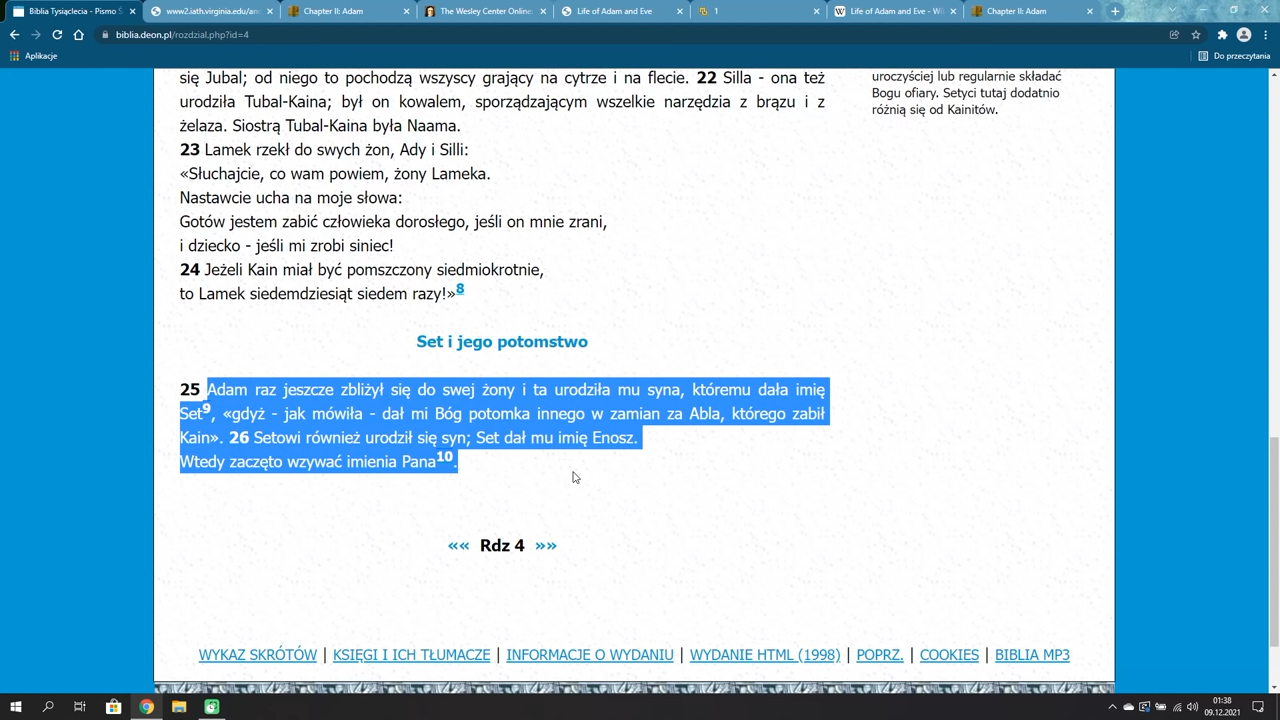 Biblia Tysiąclecia - Pismo Ś
www2.iath.virginia.edu/an
Chapter II: Adam
The Wesley Center Online
Life of Adam and Eve
1
Life of Adam and Eve - Wi
Chapter II: Adam
biblia.deon.pl/rozdzial.php?id=4
Aplikacje
Do przeczytania
się Jubal; od niego to pochodzą wszyscy grający na cytrze i na flecie. 22 Silla - ona też
urodziła Tubal-Kaina; był on kowalem, sporządzającym wszelkie narzędzia z brązu i z
żelaza. Siostrą Tubal-Kaina była Naama.
23 Lamek rzekł do swych żon, Ady i Silli:
«Słuchajcie, co wam powiem, żony Lameka.
Nastawcie ucha na moje słowa:
Gotów jestem zabić człowieka dorosłego, jeśli on mnie zrani,
i dziecko - jeśli mi zrobi siniec!
24 Jeżeli Kain miał być pomszczony siedmiokrotnie,
to Lamek siedemdziesiąt siedem razy!»8
Set i jego potomstwo
25 Adam raz jeszcze zbliżył się do swej żony i ta urodziła mu syna, któremu dała imię
Set9, «gdyż - jak mówiła - dał mi Bóg potomka innego w zamian za Abla, którego zabił
Kain». 26 Setowi również urodził się syn; Set dał mu imię Enosz.
Wtedy zaczęto wzywać imienia Pana10.
«« Rdz 4 »»
uroczyściej lub regularnie składać
Bogu ofiary. Setyci tutaj dodatnio
różnią się od Kainitów.
WYKAZ SKRÓTÓW | KSIĘGI I ICH TŁUMACZE | INFORMACJE O WYDANIU | WYDANIE HTML (1998) | POPRZ. | COOKIES | BIBLIA MP3
01:38
09.12.2021